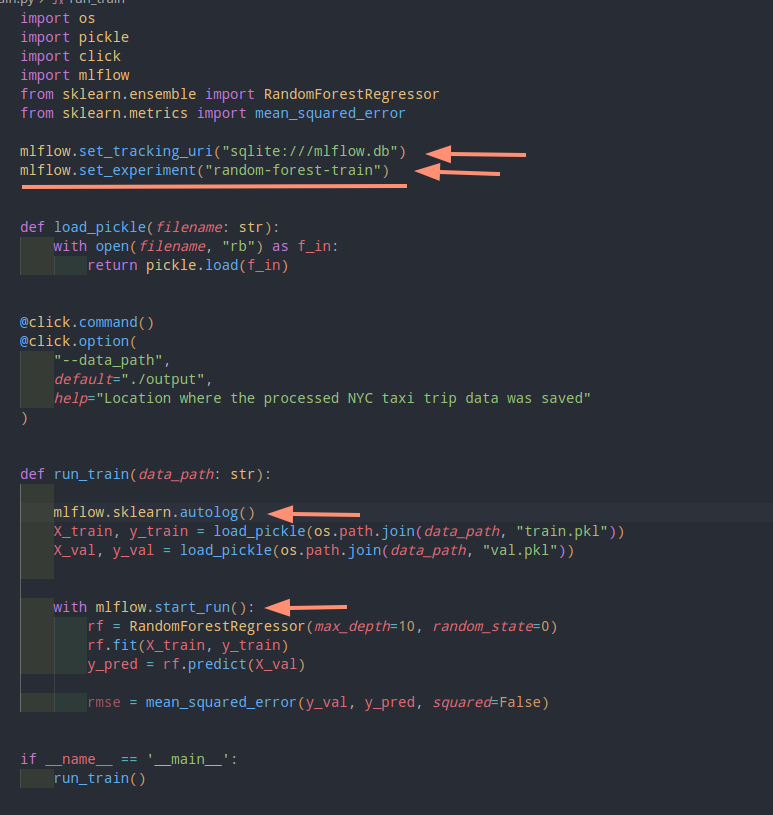 run_train
import os
import pickle
import click
import mlflow
from sklearn.ensemble import RandomForestRegressor
from sklearn.metrics import mean_squared_error
mlflow.set_tracking_uri("sqlite:///mlflow.db")
mlflow.set_experiment("random-forest-train")
def load_pickle(filename: str):
    with open(filename, "rb") as f_in:
        return pickle.load(f_in)
@click.command()
@click.option(
    "--data_path",
    default="./output",
    help="Location where the processed NYC taxi trip data was saved"
)
def run_train(data_path: str):
    mlflow.sklearn.autolog()
    X_train, y_train = load_pickle(os.path.join(data_path, "train.pkl"))
    X_val, y_val = load_pickle(os.path.join(data_path, "val.pkl"))
    with mlflow.start_run():
        rf = RandomForestRegressor(max_depth=10, random_state=0)
        rf.fit(X_train, y_train)
        y_pred = rf.predict(X_val)
        rmse = mean_squared_error(y_val, y_pred, squared=False)
if __name__ == '__main__':
    run_train()